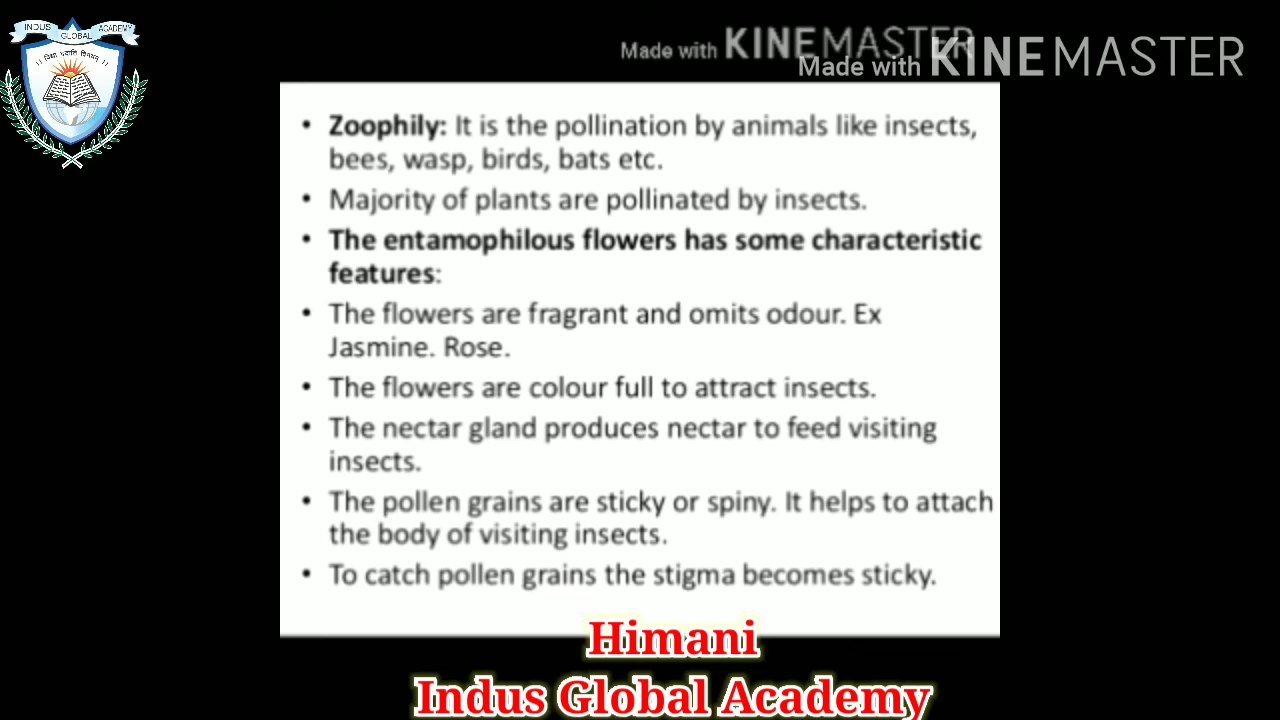 INDUS GLOBAL ACADEMY
Made with KINEMASTER
Made with KINEMASTER
• Zoophily: It is the pollination by animals like insects,
bees, wasp, birds, bats etc.
• Majority of plants are pollinated by insects.
• The entamophilous flowers has some characteristic
features:
• The flowers are fragrant and omits odour. Ex
Jasmine. Rose.
• The flowers are colour full to attract insects.
• The nectar gland produces nectar to feed visiting
insects.
• The pollen grains are sticky or spiny. It helps to attach
the body of visiting insects.
• To catch pollen grains the stigma becomes sticky.
Himani
Indus Global Academy